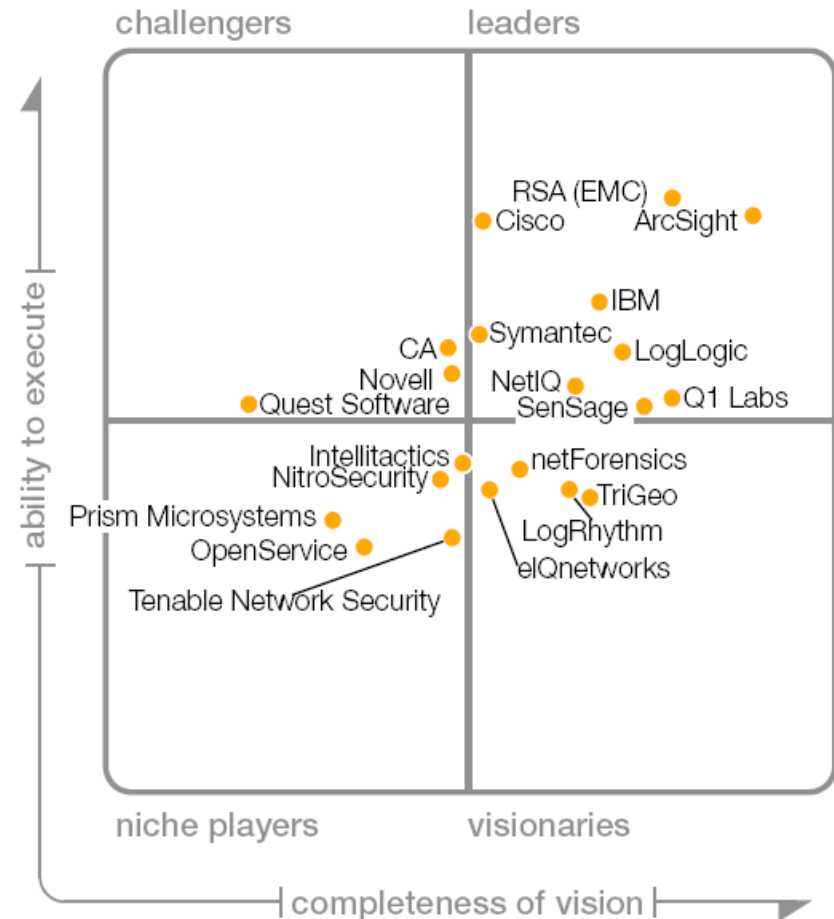 challengers
leaders
RSA (EMC)
Cisco
ArcSight
IBM
Symantec
CA
LogLogic
Novell
NetIQ
Quest Software
SenSage
Q1 Labs
Intellitactics
netForensics
NitroSecurity
TriGeo
Prism Microsystems
LogRhythm
OpenService
eIQnetworks
Tenable Network Security
niche players
visionaries
ability to execute
completeness of vision